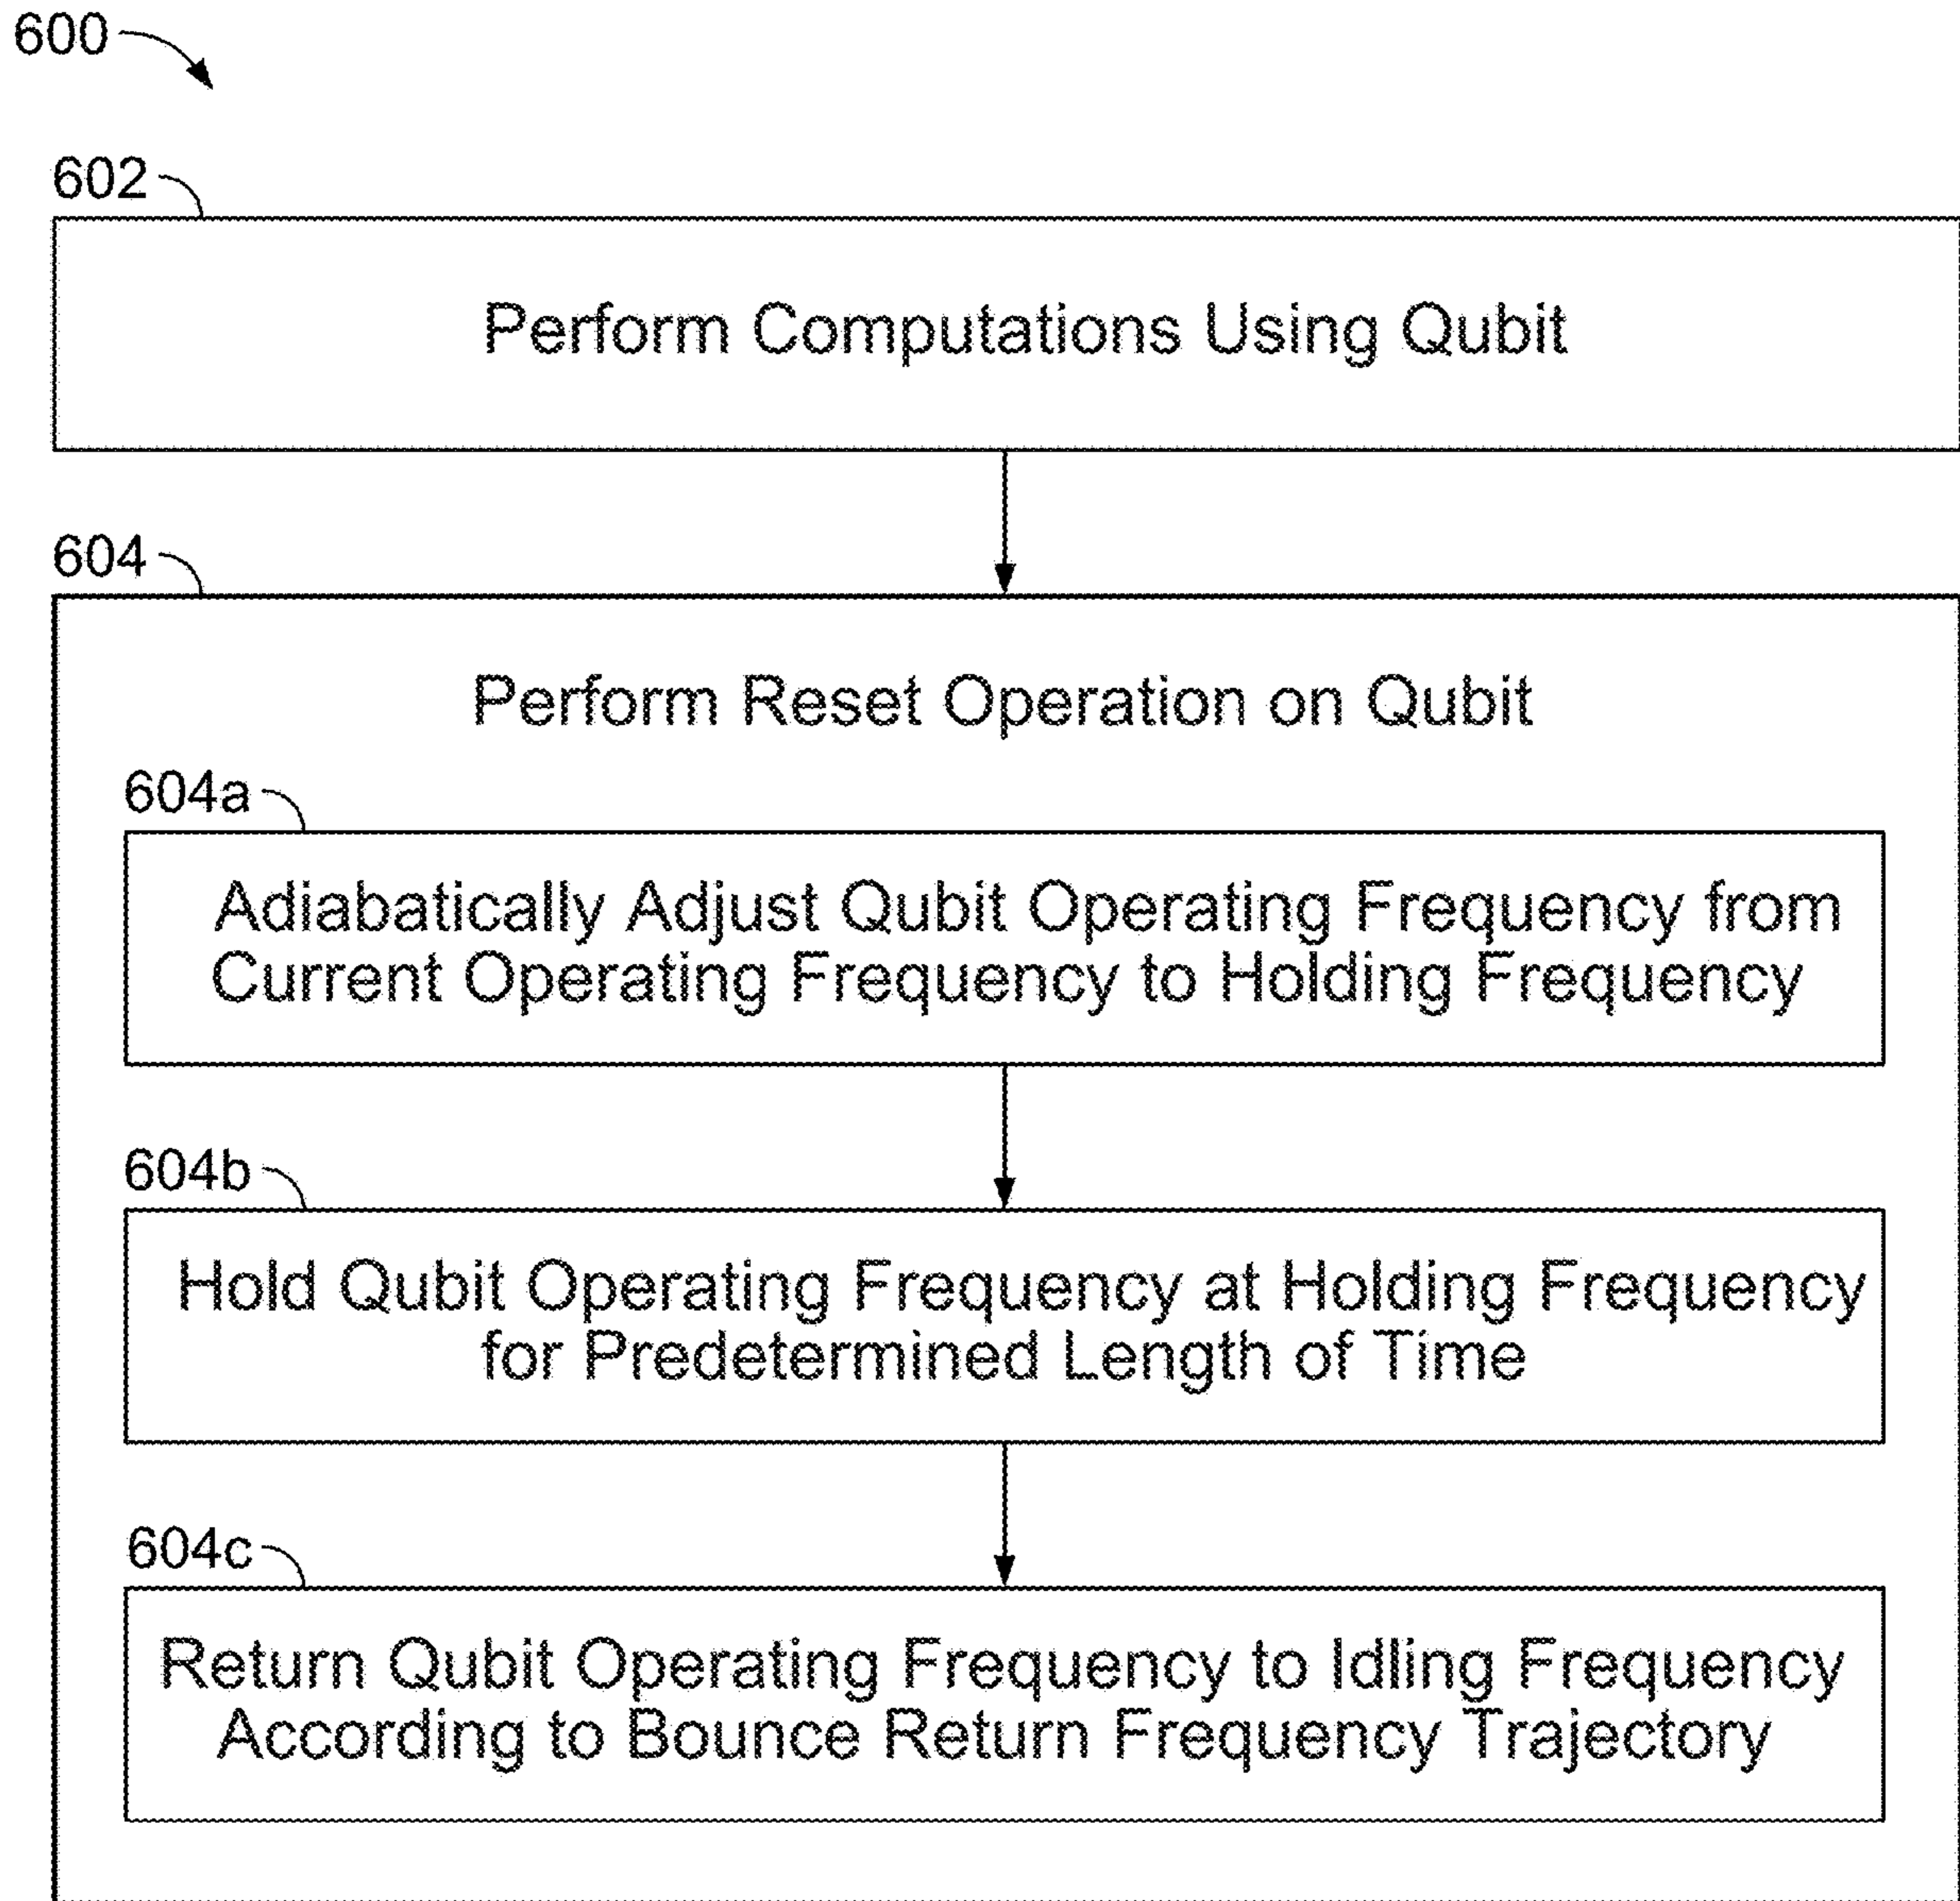 600
602
Perform Computations Using Qubit
604
Perform Reset Operation on Qubit
604a
Adiabatically Adjust Qubit Operating Frequency from
Current Operating Frequency to Holding Frequency
604b
Hold Qubit Operating Frequency at Holding Frequency
for Predetermined Length of Time
604c
Return Qubit Operating Frequency to Idling Frequency
According to Bounce Return Frequency Trajectory